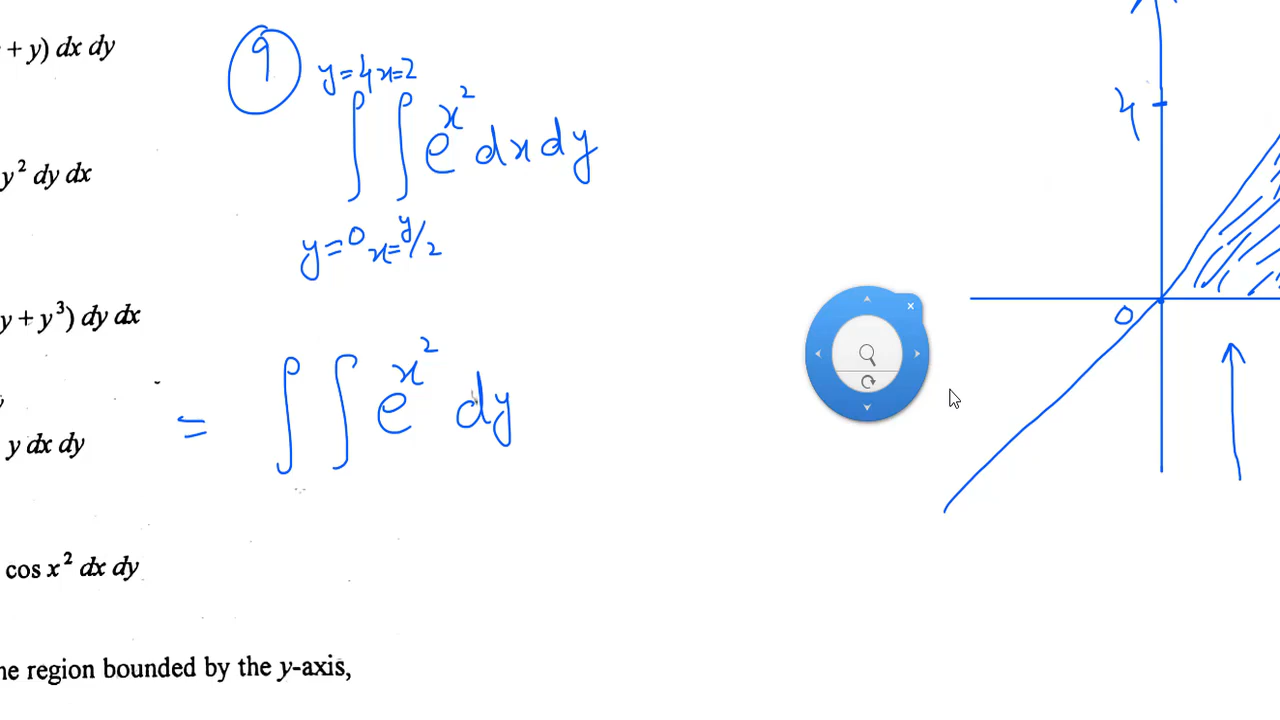 + y) dx dy
y² dy dx
y + y³) dy dx
y dx dy
cos x² dx dy
he region bounded by the y-axis,
9
y=4 x=2
∫ ∫ e^x² dx dy
y=0 x=y/2
= ∫ ∫ e^x² dy
4
0